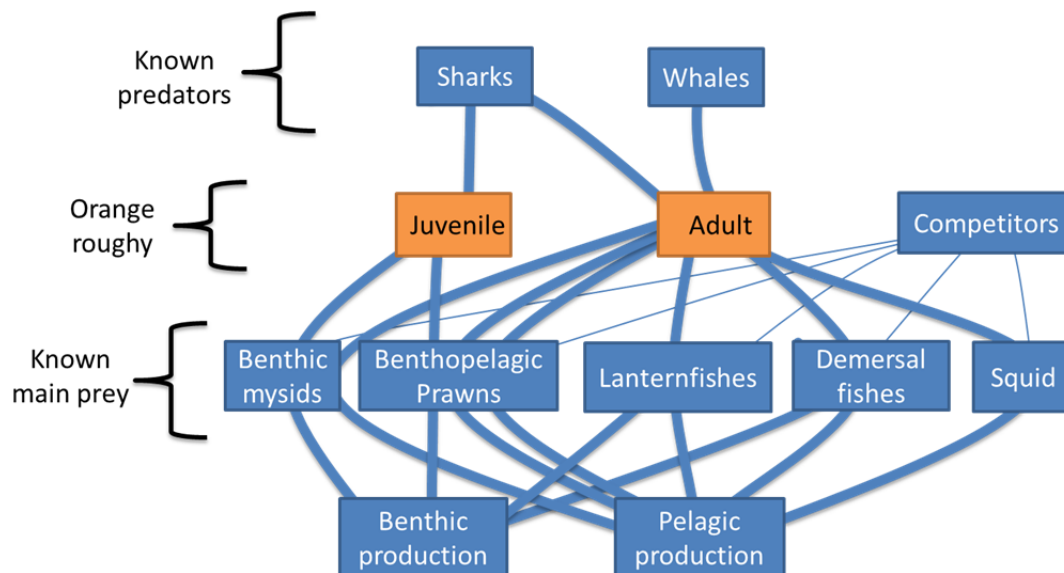 Known
predators
Sharks
Whales
Orange
roughy
Juvenile
Adult
Competitors
Known
main prey
Benthic
mysids
Benthopelagic
Prawns
Lanternfishes
Demersal
fishes
Squid
Benthic
production
Pelagic
production